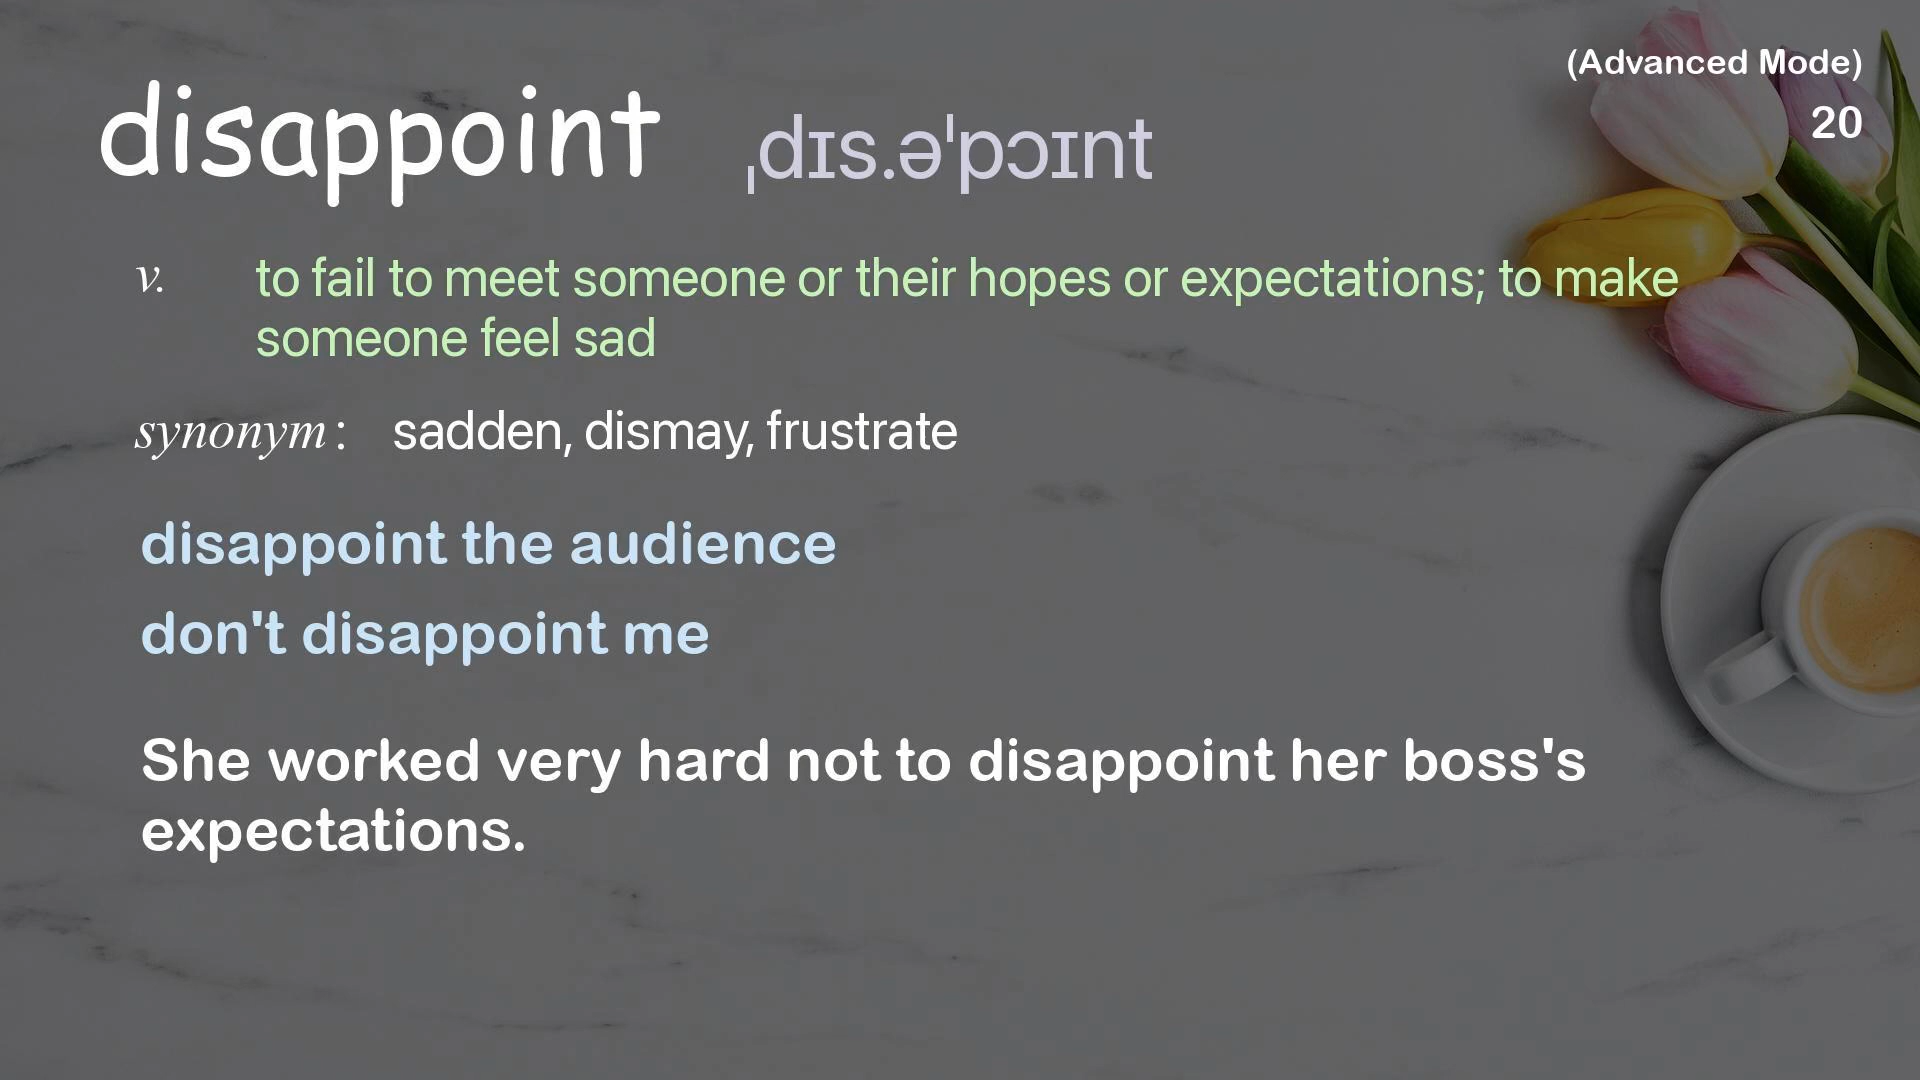 (Advanced Mode)
disappoint ˌdɪs.əˈpɔɪnt
20
v. to fail to meet someone or their hopes or expectations; to make
someone feel sad
synonym: sadden, dismay, frustrate
disappoint the audience
don't disappoint me
She worked very hard not to disappoint her boss's
expectations.